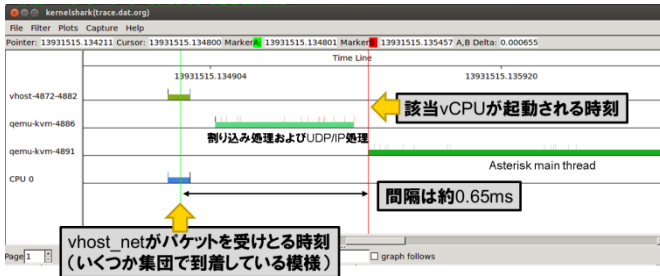 kernelshark(trace.dat.org)
File Filter Plots Capture Help
Pointer: 13931515.134211 Cursor: 13931515.134800 Marker A: 13931515.134801 Marker B: 13931515.135457 A,B Delta: 0.000655
Time Line
13931515.134904 13931515.135920
vhost-4872-4882
該当vCPUが起動される時刻
qemu-kvm-4886
割り込み処理およびUDP/IP処理
qemu-kvm-4891
Asterisk main thread
CPU 0
間隔は約0.65ms
vhost_netがパケットを受けとる時刻
(いくつか集団で到着している模様)
Page 1
graph follows